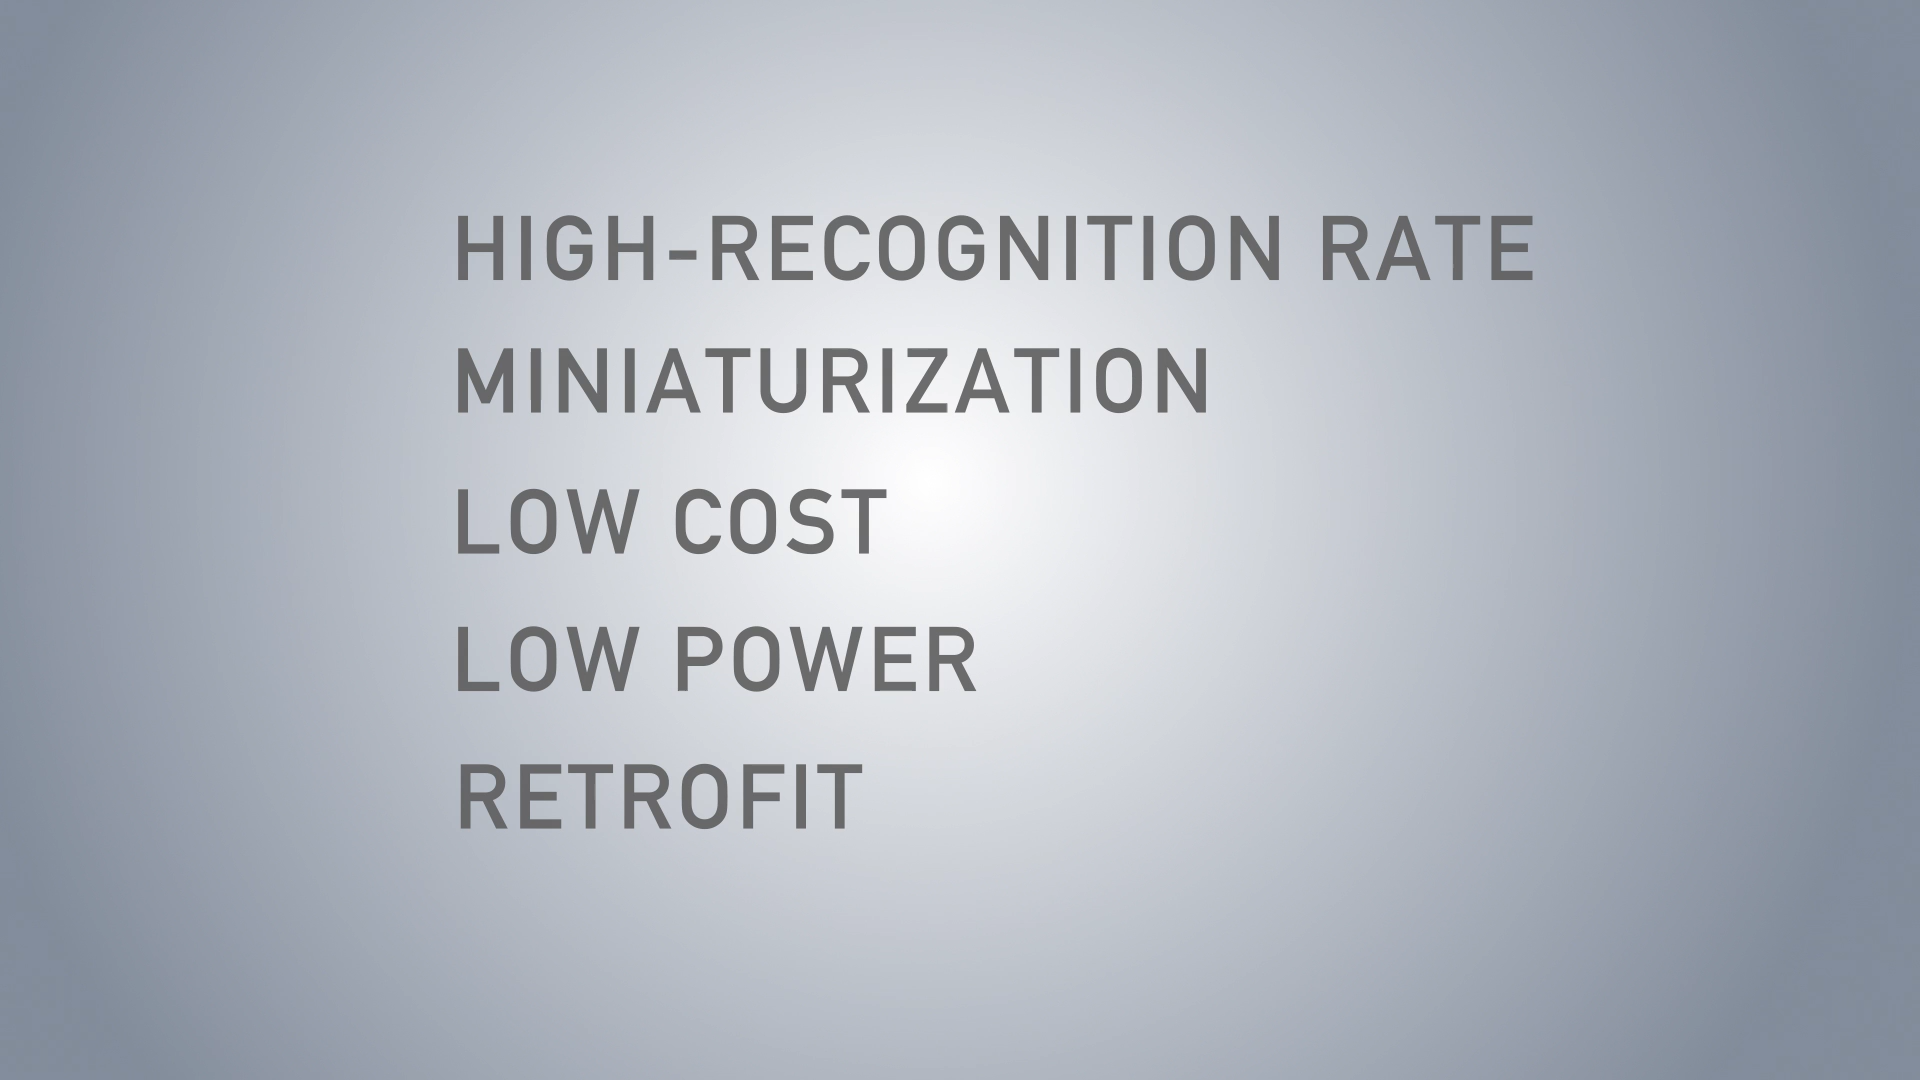 HIGH-RECOGNITION RATE
MINIATURIZATION
LOW COST
LOW POWER
RETROFIT